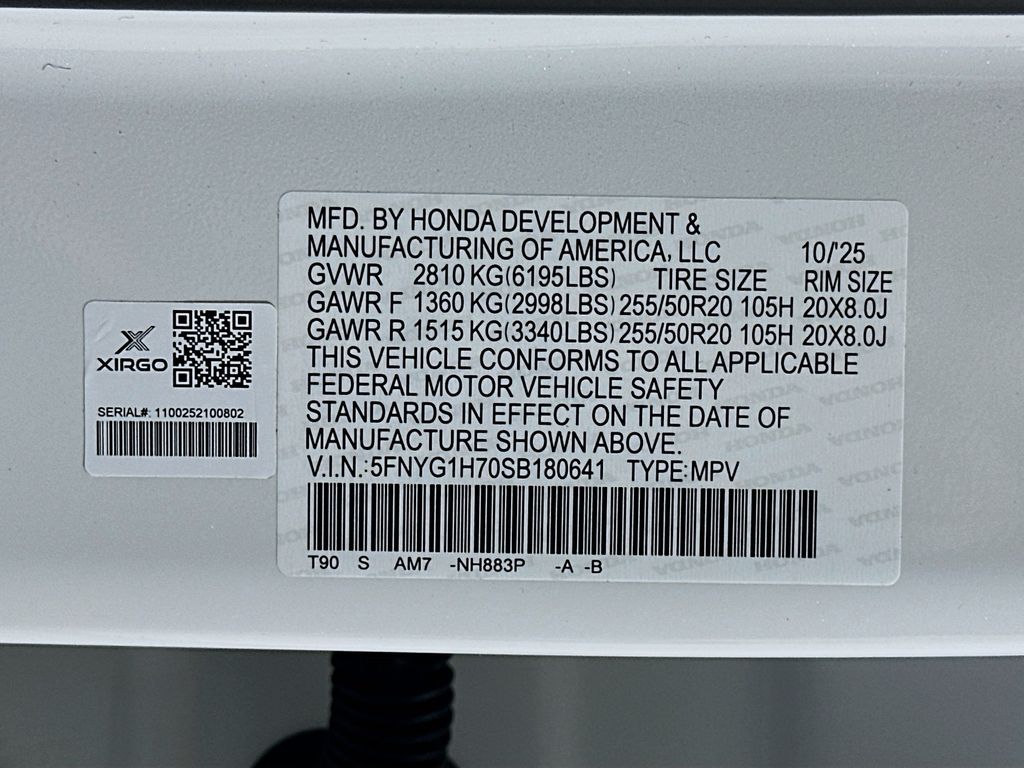 MFD. BY HONDA DEVELOPMENT &
MANUFACTURING OF AMERICA, LLC 10/'25
GVWR 2810 KG(6195LBS) TIRE SIZE RIM SIZE
GAWR F 1360 KG(2998LBS) 255/50R20 105H 20X8.0J
GAWR R 1515 KG(3340LBS) 255/50R20 105H 20X8.0J
THIS VEHICLE CONFORMS TO ALL APPLICABLE
FEDERAL MOTOR VEHICLE SAFETY
STANDARDS IN EFFECT ON THE DATE OF
MANUFACTURE SHOWN ABOVE.
V.I.N.:5FNYG1H70SB180641 TYPE:MPV
T90 S AM7 -NH883P -A -B
XIRGO
SERIAL#: 1100252100802